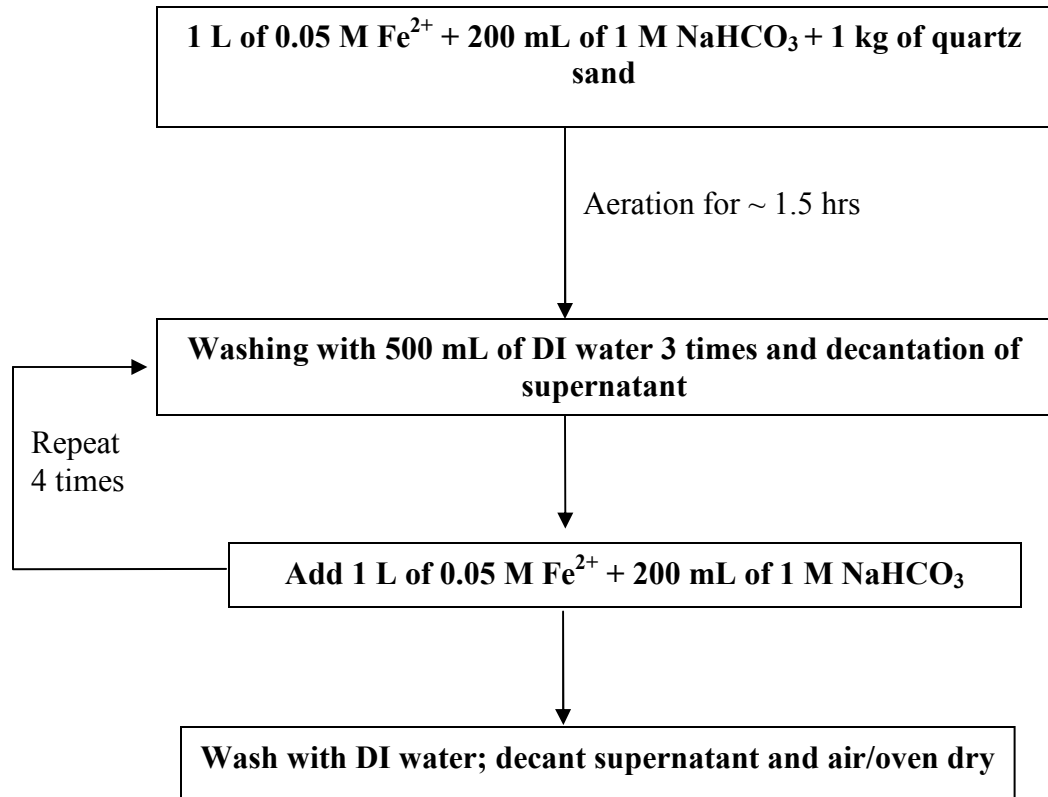 1 L of 0.05 M Fe²⁺ + 200 mL of 1 M NaHCO₃ + 1 kg of quartz
sand
Aeration for ~ 1.5 hrs
Washing with 500 mL of DI water 3 times and decantation of
supernatant
Repeat
4 times
Add 1 L of 0.05 M Fe²⁺ + 200 mL of 1 M NaHCO₃
Wash with DI water; decant supernatant and air/oven dry